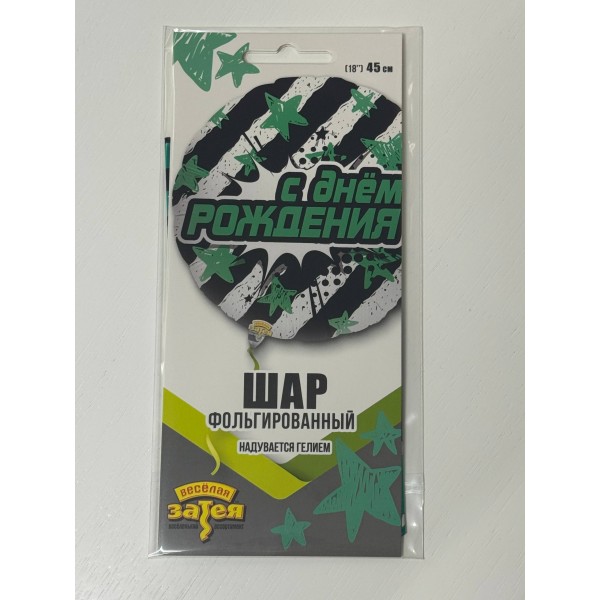 (18") 45 см
С ДНЁМ
РОЖДЕНИЯ
ШАР
ФОЛЬГИРОВАННЫЙ
НАДУВАЕТСЯ ГЕЛИЕМ
весёлая
затея